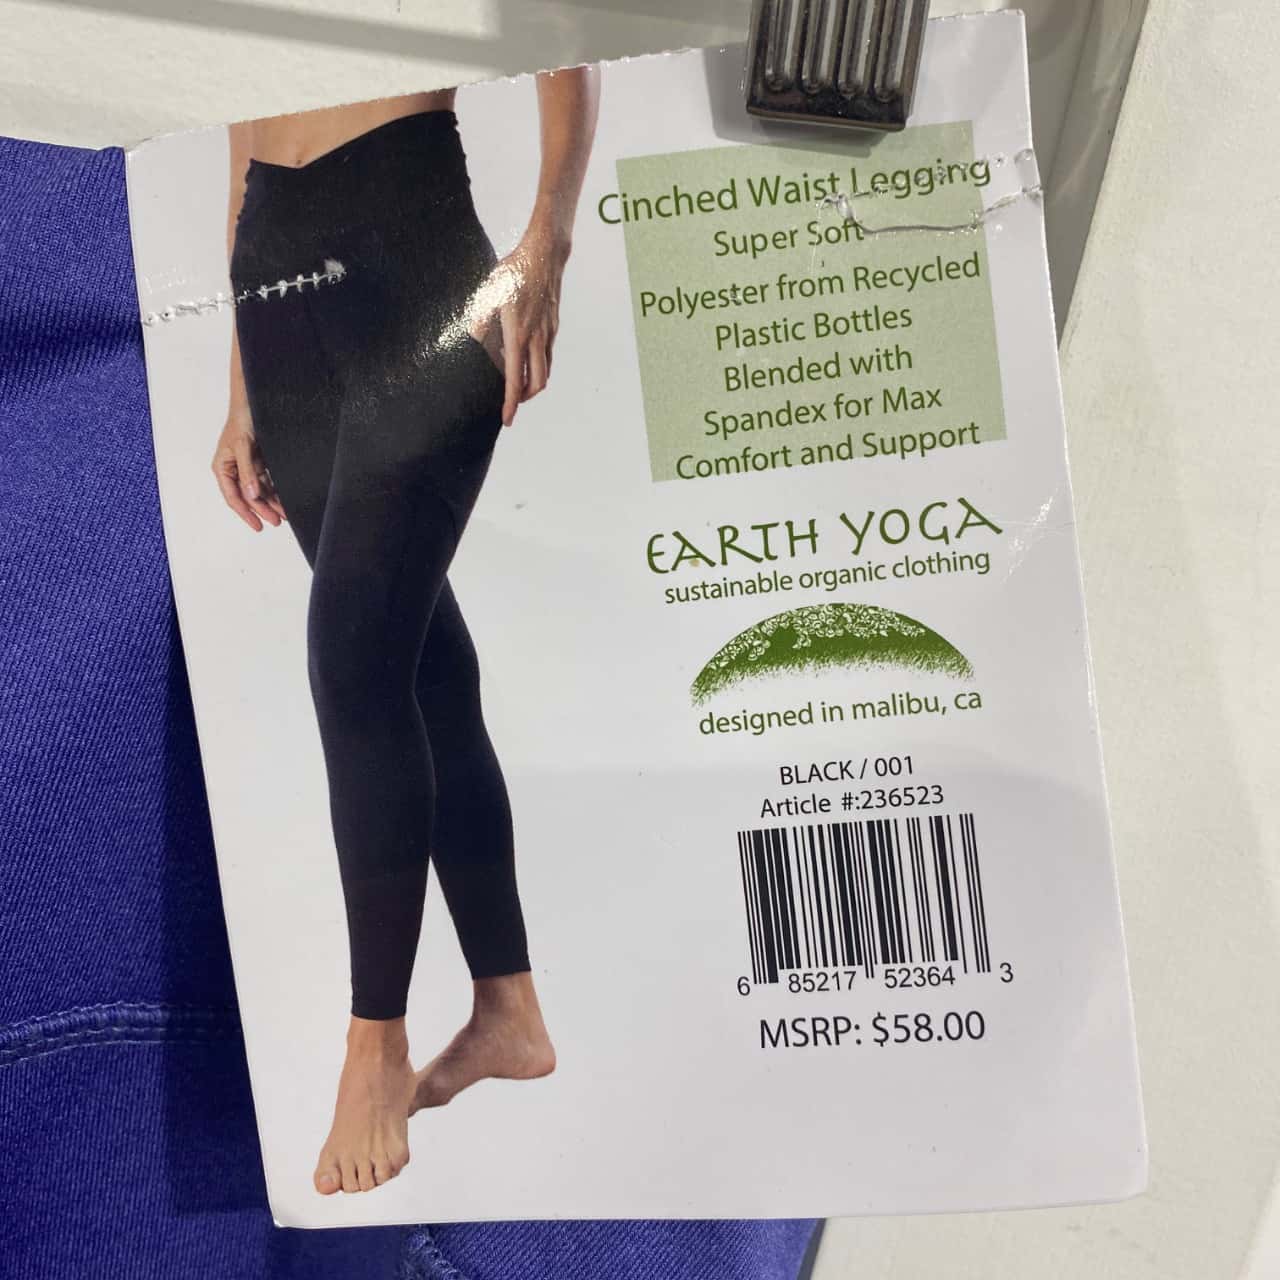 Cinched Waist Legging
Super Soft
Polyester from Recycled
Plastic Bottles
Blended with
Spandex for Max
Comfort and Support
EARTH YOGA
sustainable organic clothing
designed in malibu, ca
BLACK / 001
Article #:236523
6 85217 52364 3
MSRP: $58.00